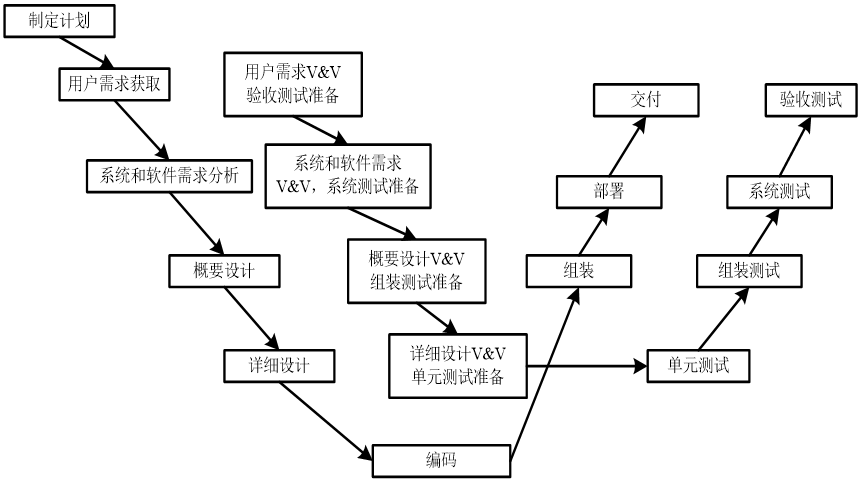 制定计划
用户需求获取
用户需求V&V
验收测试准备
交付
验收测试
系统和软件需求分析
系统和软件需求
V&V，系统测试准备
部署
系统测试
概要设计
概要设计V&V
组装测试准备
组装
组装测试
详细设计
详细设计V&V
单元测试准备
单元测试
编码